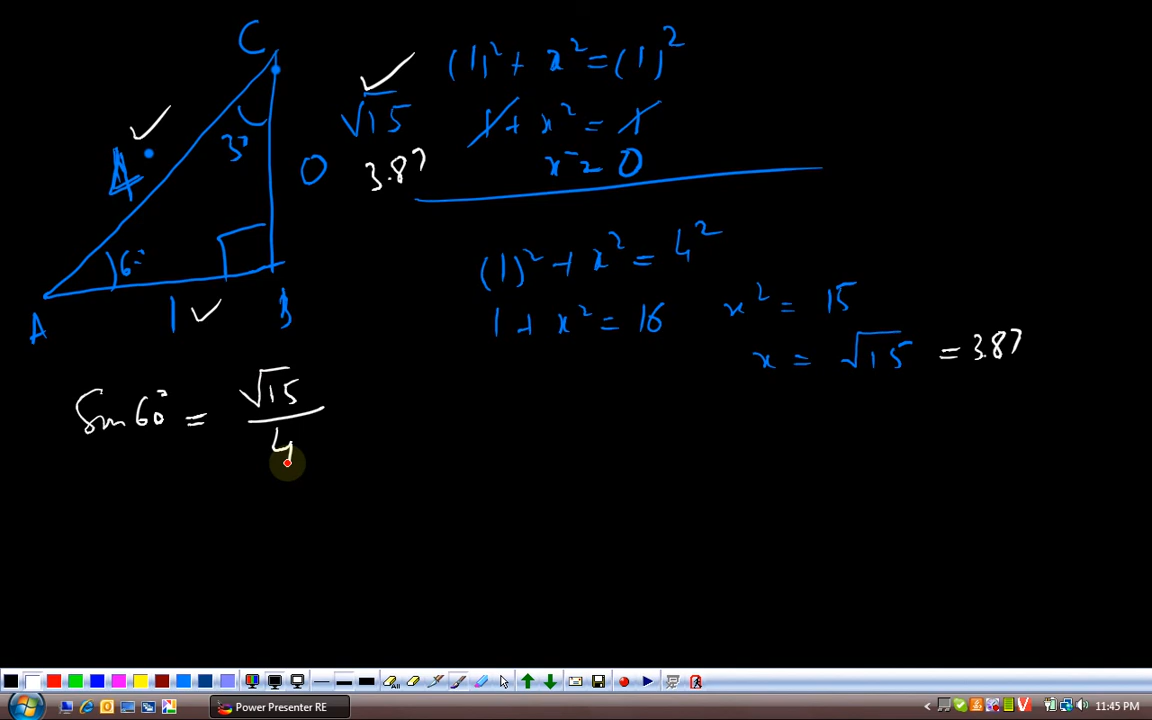 C
(1)² + x² = (1)²
√15
1 + x² = 1
4
30
O
3.87
x = 0
(1)² + x² = 4²
60
1
1 + x² = 16
x² = 15
A
B
x = √15 = 3.87
Sin 60° = √15 / 4
Power Presenter RE
11:45 PM